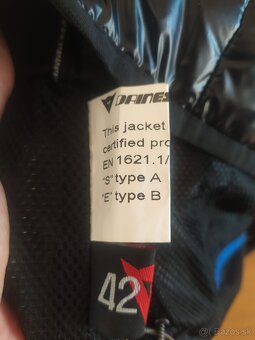 DAINES
This jacket
certified pro
EN 1621.1/
"S" type A
"E" type B
42
bazos.sk